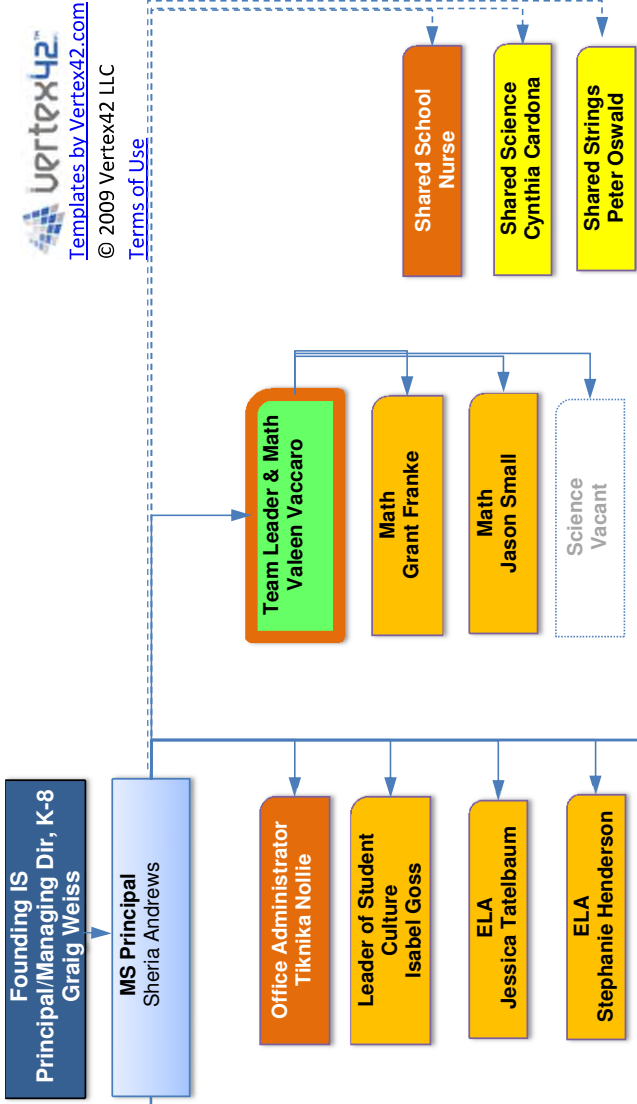 vertex42™
Templates by Vertex42.com
© 2009 Vertex42 LLC
Terms of Use
Founding IS
Principal/Managing Dir, K-8
Graig Weiss
MS Principal
Sheria Andrews
Office Administrator
Tiknika Nollie
Leader of Student
Culture
Isabel Goss
ELA
Jessica Tatelbaum
ELA
Stephanie Henderson
Team Leader & Math
Valeen Vaccaro
Math
Grant Franke
Math
Jason Small
Science
Vacant
Shared School
Nurse
Shared Science
Cynthia Cardona
Shared Strings
Peter Oswald